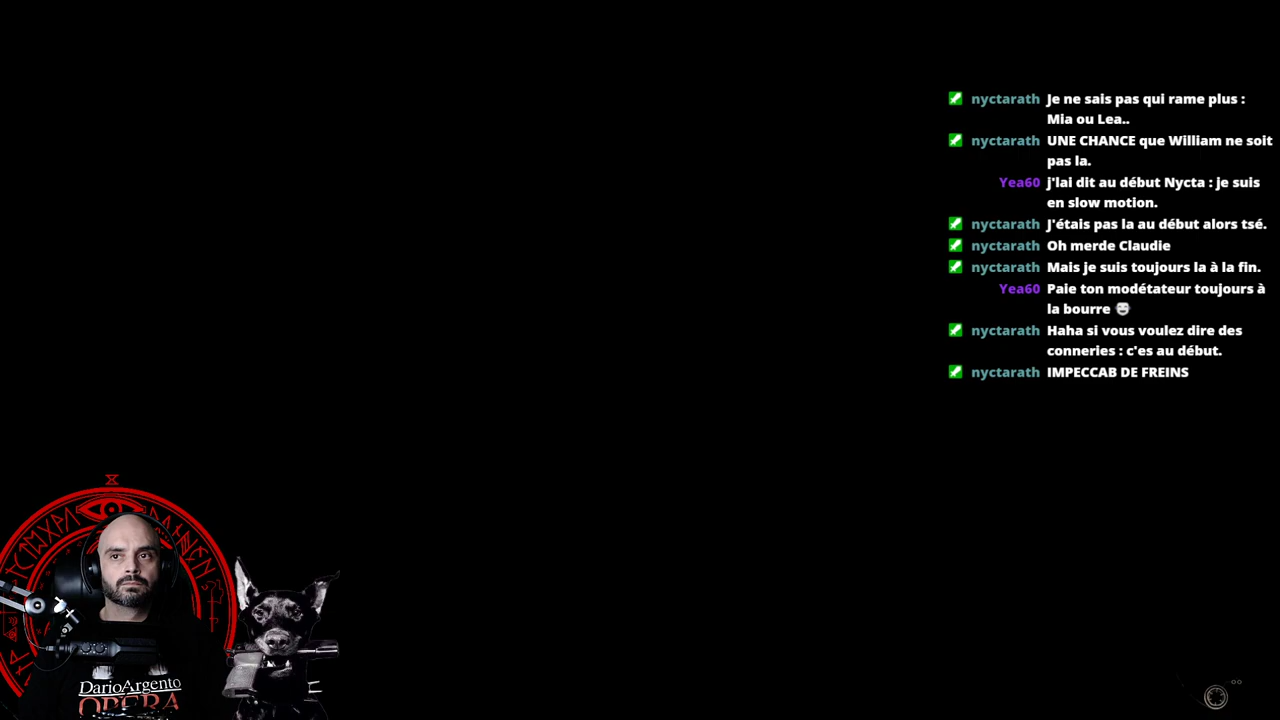 nyctarath Je ne sais pas qui rame plus :
Mia ou Lea..
nyctarath UNE CHANCE que William ne soit
pas la.
Yea60 j'lai dit au début Nycta : je suis
en slow motion.
nyctarath J'étais pas la au début alors tsé.
nyctarath Oh merde Claudie
nyctarath Mais je suis toujours la à la fin.
Yea60 Paie ton modétateur toujours à
la bourre
nyctarath Haha si vous voulez dire des
conneries : c'es au début.
nyctarath IMPECCAB DE FREINS
DarioArgento
OPERA